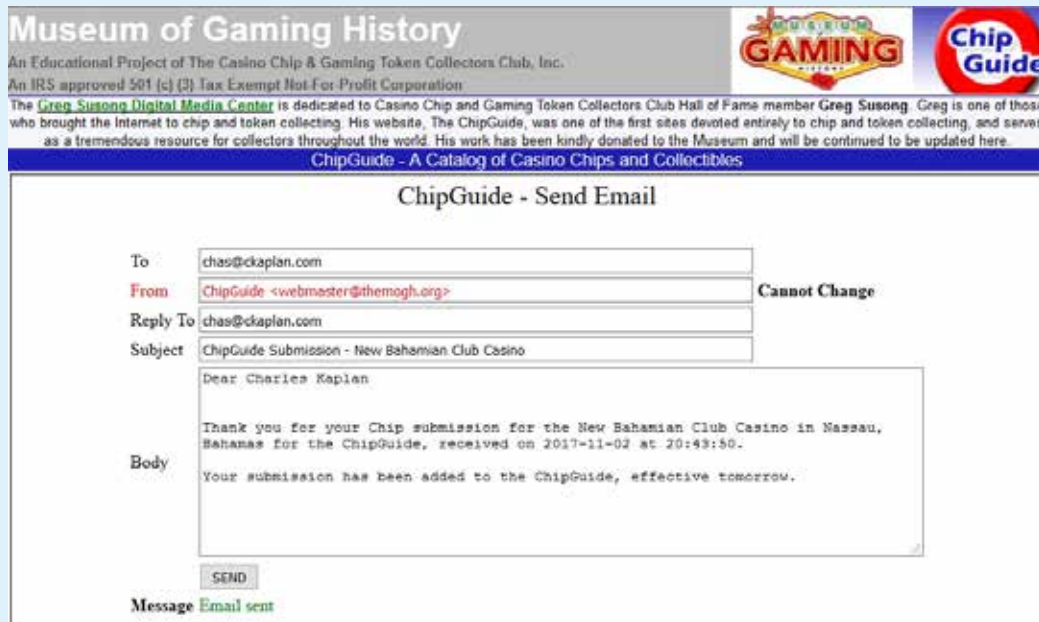 Museum of Gaming History
An Educational Project of The Casino Chip & Gaming Token Collectors Club, Inc.
An IRS approved 501 (c) (3) Tax Exempt Not For Profit Corporation
MUSEUM
GAMING
HISTORY
Chip
Guide
The Greg Susong Digital Media Center is dedicated to Casino Chip and Gaming Token Collectors Club Hall of Fame member Greg Susong. Greg is one of those
who brought the Internet to chip and token collecting. His website, The ChipGuide, was one of the first sites devoted entirely to chip and token collecting, and serve
as a tremendous resource for collectors throughout the world. His work has been kindly donated to the Museum and will be continued to be updated here.
ChipGuide - A Catalog of Casino Chips and Collectibles
ChipGuide - Send Email
To chas@ckaplan.com
From ChipGuide <webmaster@themogh.org> Cannot Change
Reply To chas@ckaplan.com
Subject ChipGuide Submission - New Bahamian Club Casino
Dear Charles Kaplan
Thank you for your Chip submission for the New Bahamian Club Casino in Nassau,
Bahamas for the ChipGuide, received on 2017-11-02 at 20:43:50.
Body
Your submission has been added to the ChipGuide, effective tomorrow.
SEND
Message Email sent